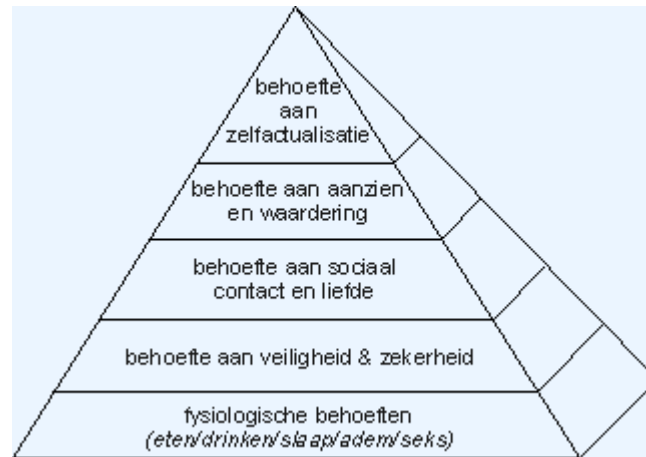 behoefte
aan
zelfactualisatie
behoefte aan aanzien
en waardering
behoefte aan sociaal
contact en liefde
behoefte aan veiligheid & zekerheid
fysiologische behoeften
(eten/drinken/slaap/adem/seks)